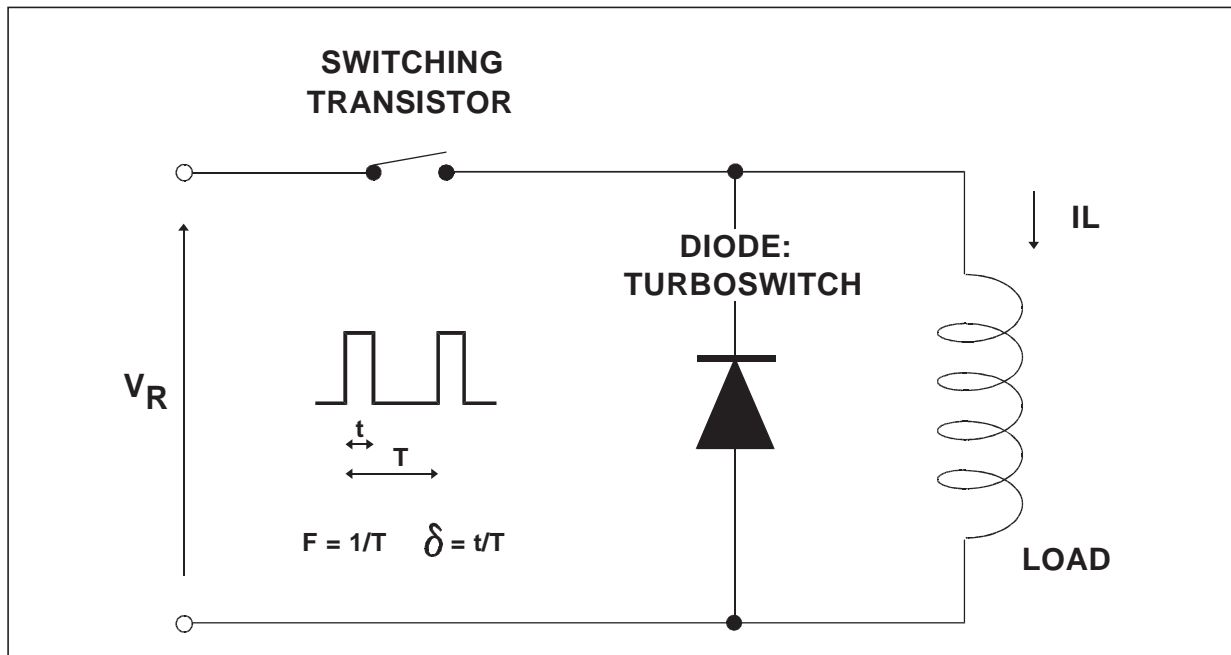 SWITCHING
TRANSISTOR
IL
DIODE:
TURBOSWITCH
VR
t
T
F = 1/T δ = t/T
LOAD